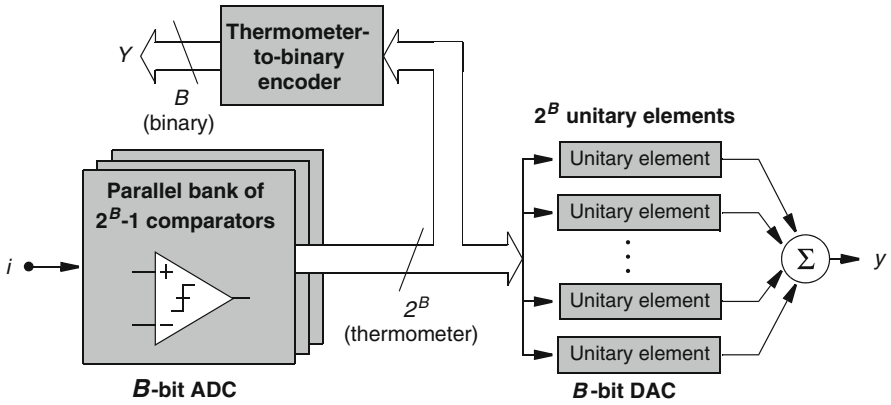 Thermometer-
to-binary
encoder
Y
B
(binary)
2^B unitary elements
Unitary element
Unitary element
Unitary element
Unitary element
Parallel bank of
2^B-1 comparators
+
−
i
2^B
(thermometer)
Σ
y
B-bit ADC
B-bit DAC